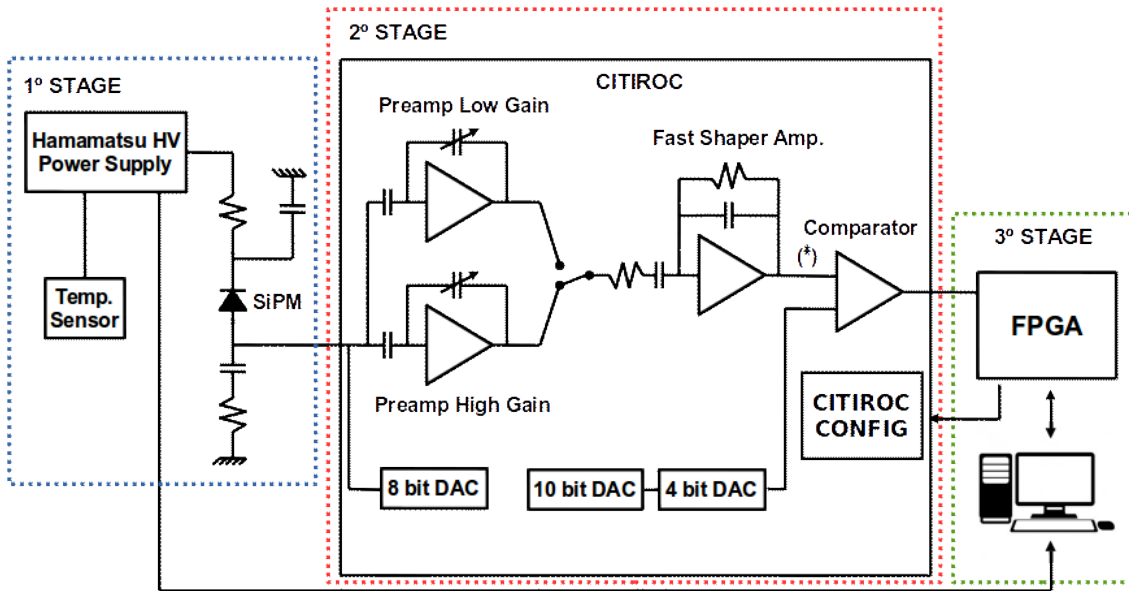 1º STAGE
Hamamatsu HV
Power Supply
Temp.
Sensor
SiPM
2º STAGE
CITIROC
Preamp Low Gain
Fast Shaper Amp.
Comparator
(*)
Preamp High Gain
8 bit DAC
10 bit DAC
4 bit DAC
CITIROC
CONFIG
3º STAGE
FPGA